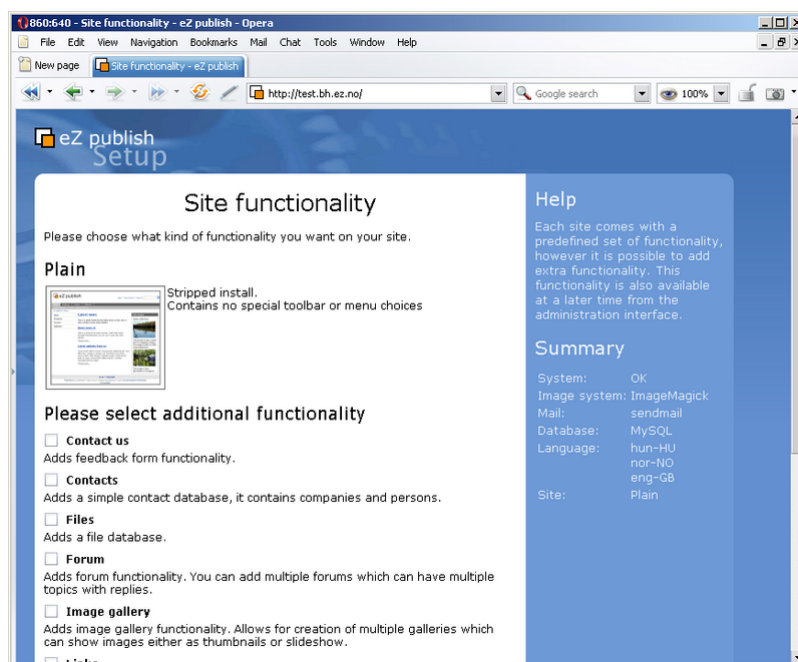 860:640 - Site functionality - eZ publish - Opera
File Edit View Navigation Bookmarks Mail Chat Tools Window Help
New page Site functionality - eZ publish
http://test.bh.ez.no/ Google search 100%
eZ publish
Setup
Site functionality
Please choose what kind of functionality you want on your site.
Plain
Stripped install.
Contains no special toolbar or menu choices
Please select additional functionality
Contact us
Adds feedback form functionality.
Contacts
Adds a simple contact database, it contains companies and persons.
Files
Adds a file database.
Forum
Adds forum functionality. You can add multiple forums which can have multiple
topics with replies.
Image gallery
Adds image gallery functionality. Allows for creation of multiple galleries which
can show images either as thumbnails or slideshow.
Links
Help
Each site comes with a
predefined set of functionality,
however it is possible to add
extra functionality. This
functionality is also available
at a later time from the
administration interface.
Summary
System: OK
Image system: ImageMagick
Mail: sendmail
Database: MySQL
Language: hun-HU
nor-NO
eng-GB
Site: Plain